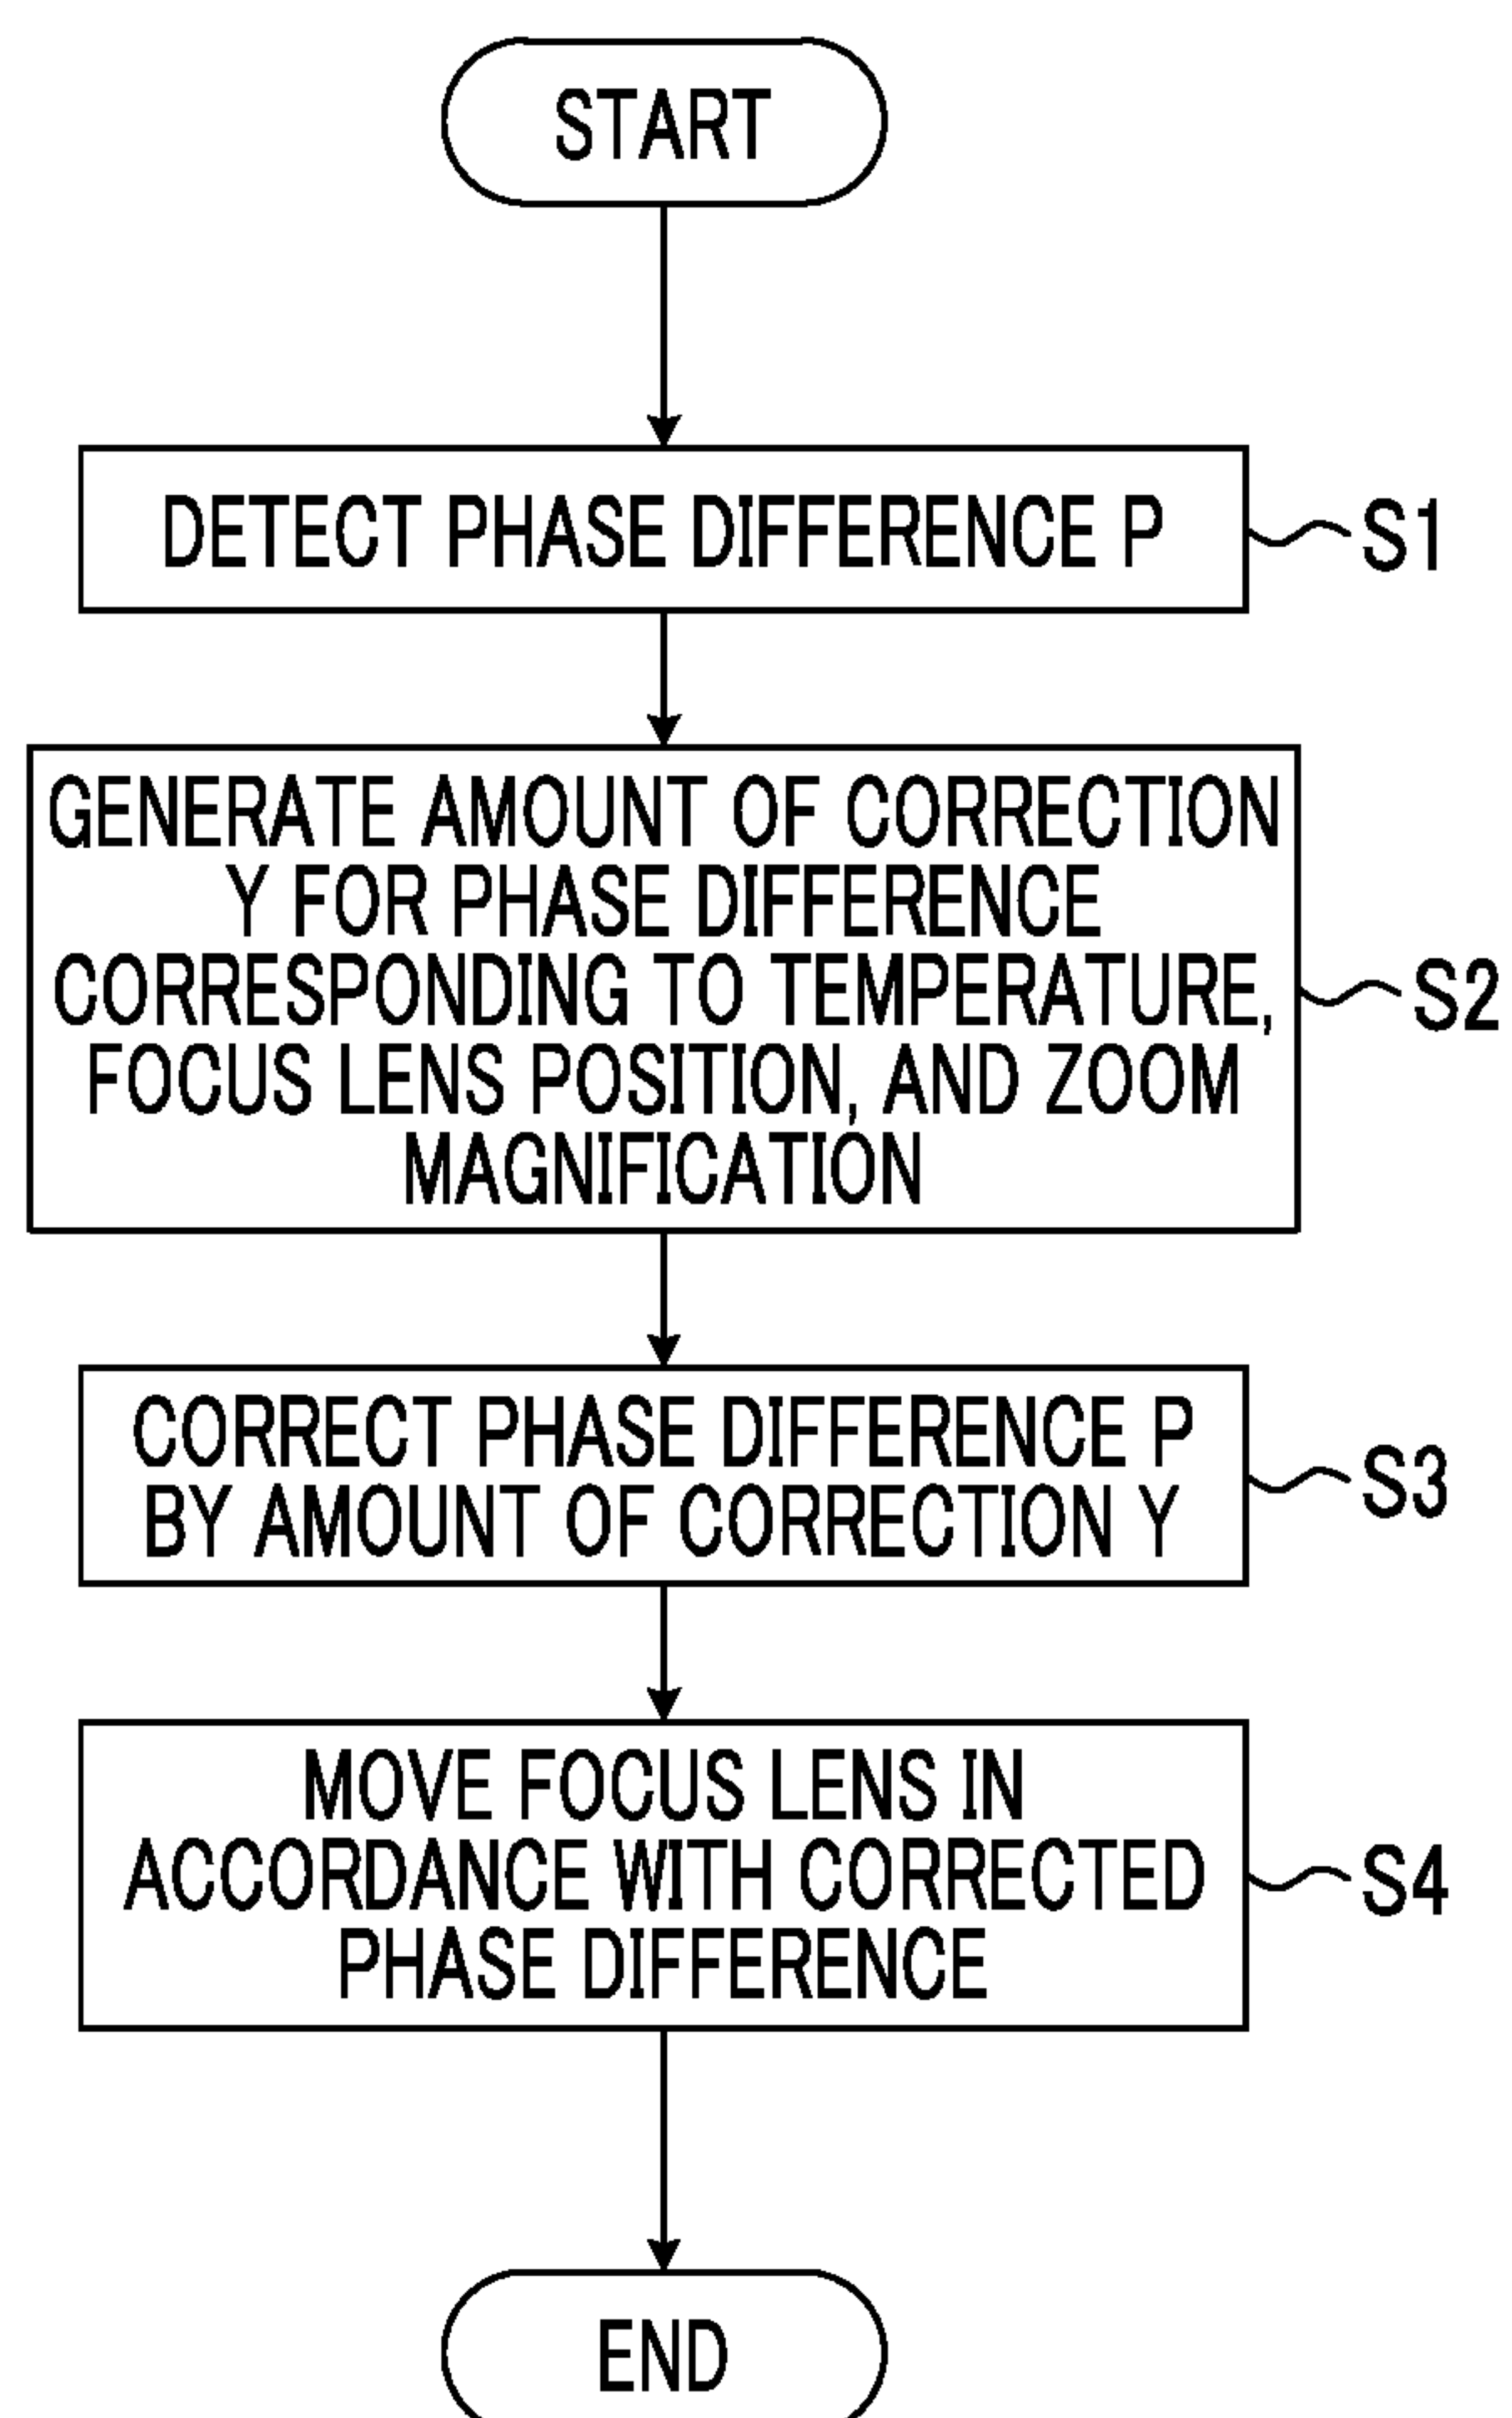 START
DETECT PHASE DIFFERENCE P
S1
GENERATE AMOUNT OF CORRECTION
Y FOR PHASE DIFFERENCE
CORRESPONDING TO TEMPERATURE,
FOCUS LENS POSITION, AND ZOOM
MAGNIFICATION
S2
CORRECT PHASE DIFFERENCE P
BY AMOUNT OF CORRECTION Y
S3
MOVE FOCUS LENS IN
ACCORDANCE WITH CORRECTED
PHASE DIFFERENCE
S4
END